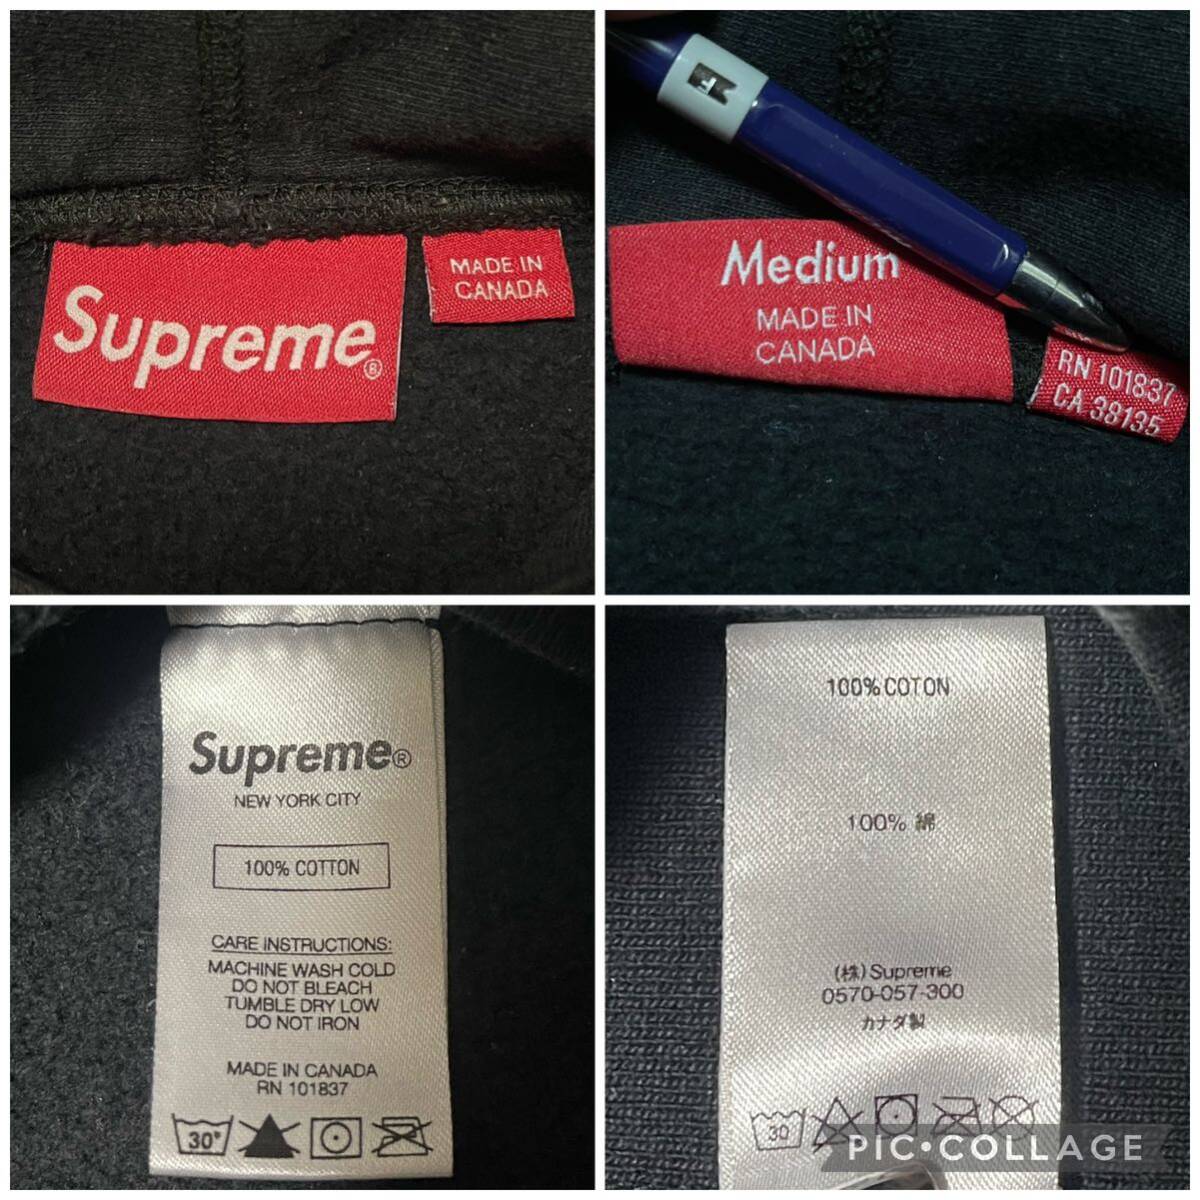 Supreme®
MADE IN
CANADA
F
Medium
MADE IN
CANADA
RN 101837
CA 38135
Supreme®
NEW YORK CITY
100% COTTON
CARE INSTRUCTIONS:
MACHINE WASH COLD
DO NOT BLEACH
TUMBLE DRY LOW
DO NOT IRON
MADE IN CANADA
RN 101837
30°
100% COTON
100% 綿
(株) Supreme
0570-057-300
カナダ製
30
PIC•COLLAGE